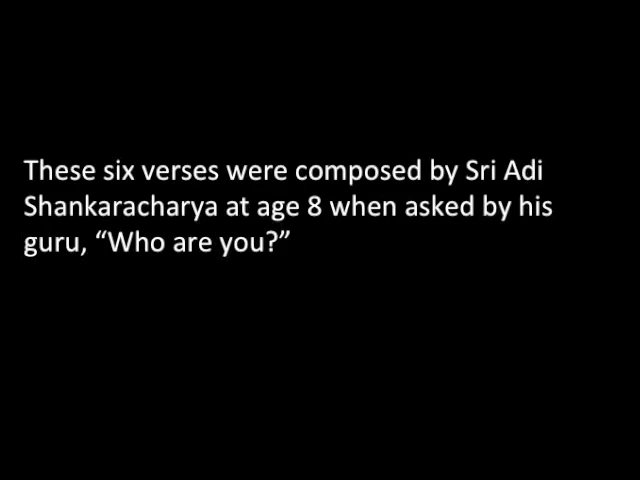 These six verses were composed by Sri Adi
Shankaracharya at age 8 when asked by his
guru, “Who are you?”